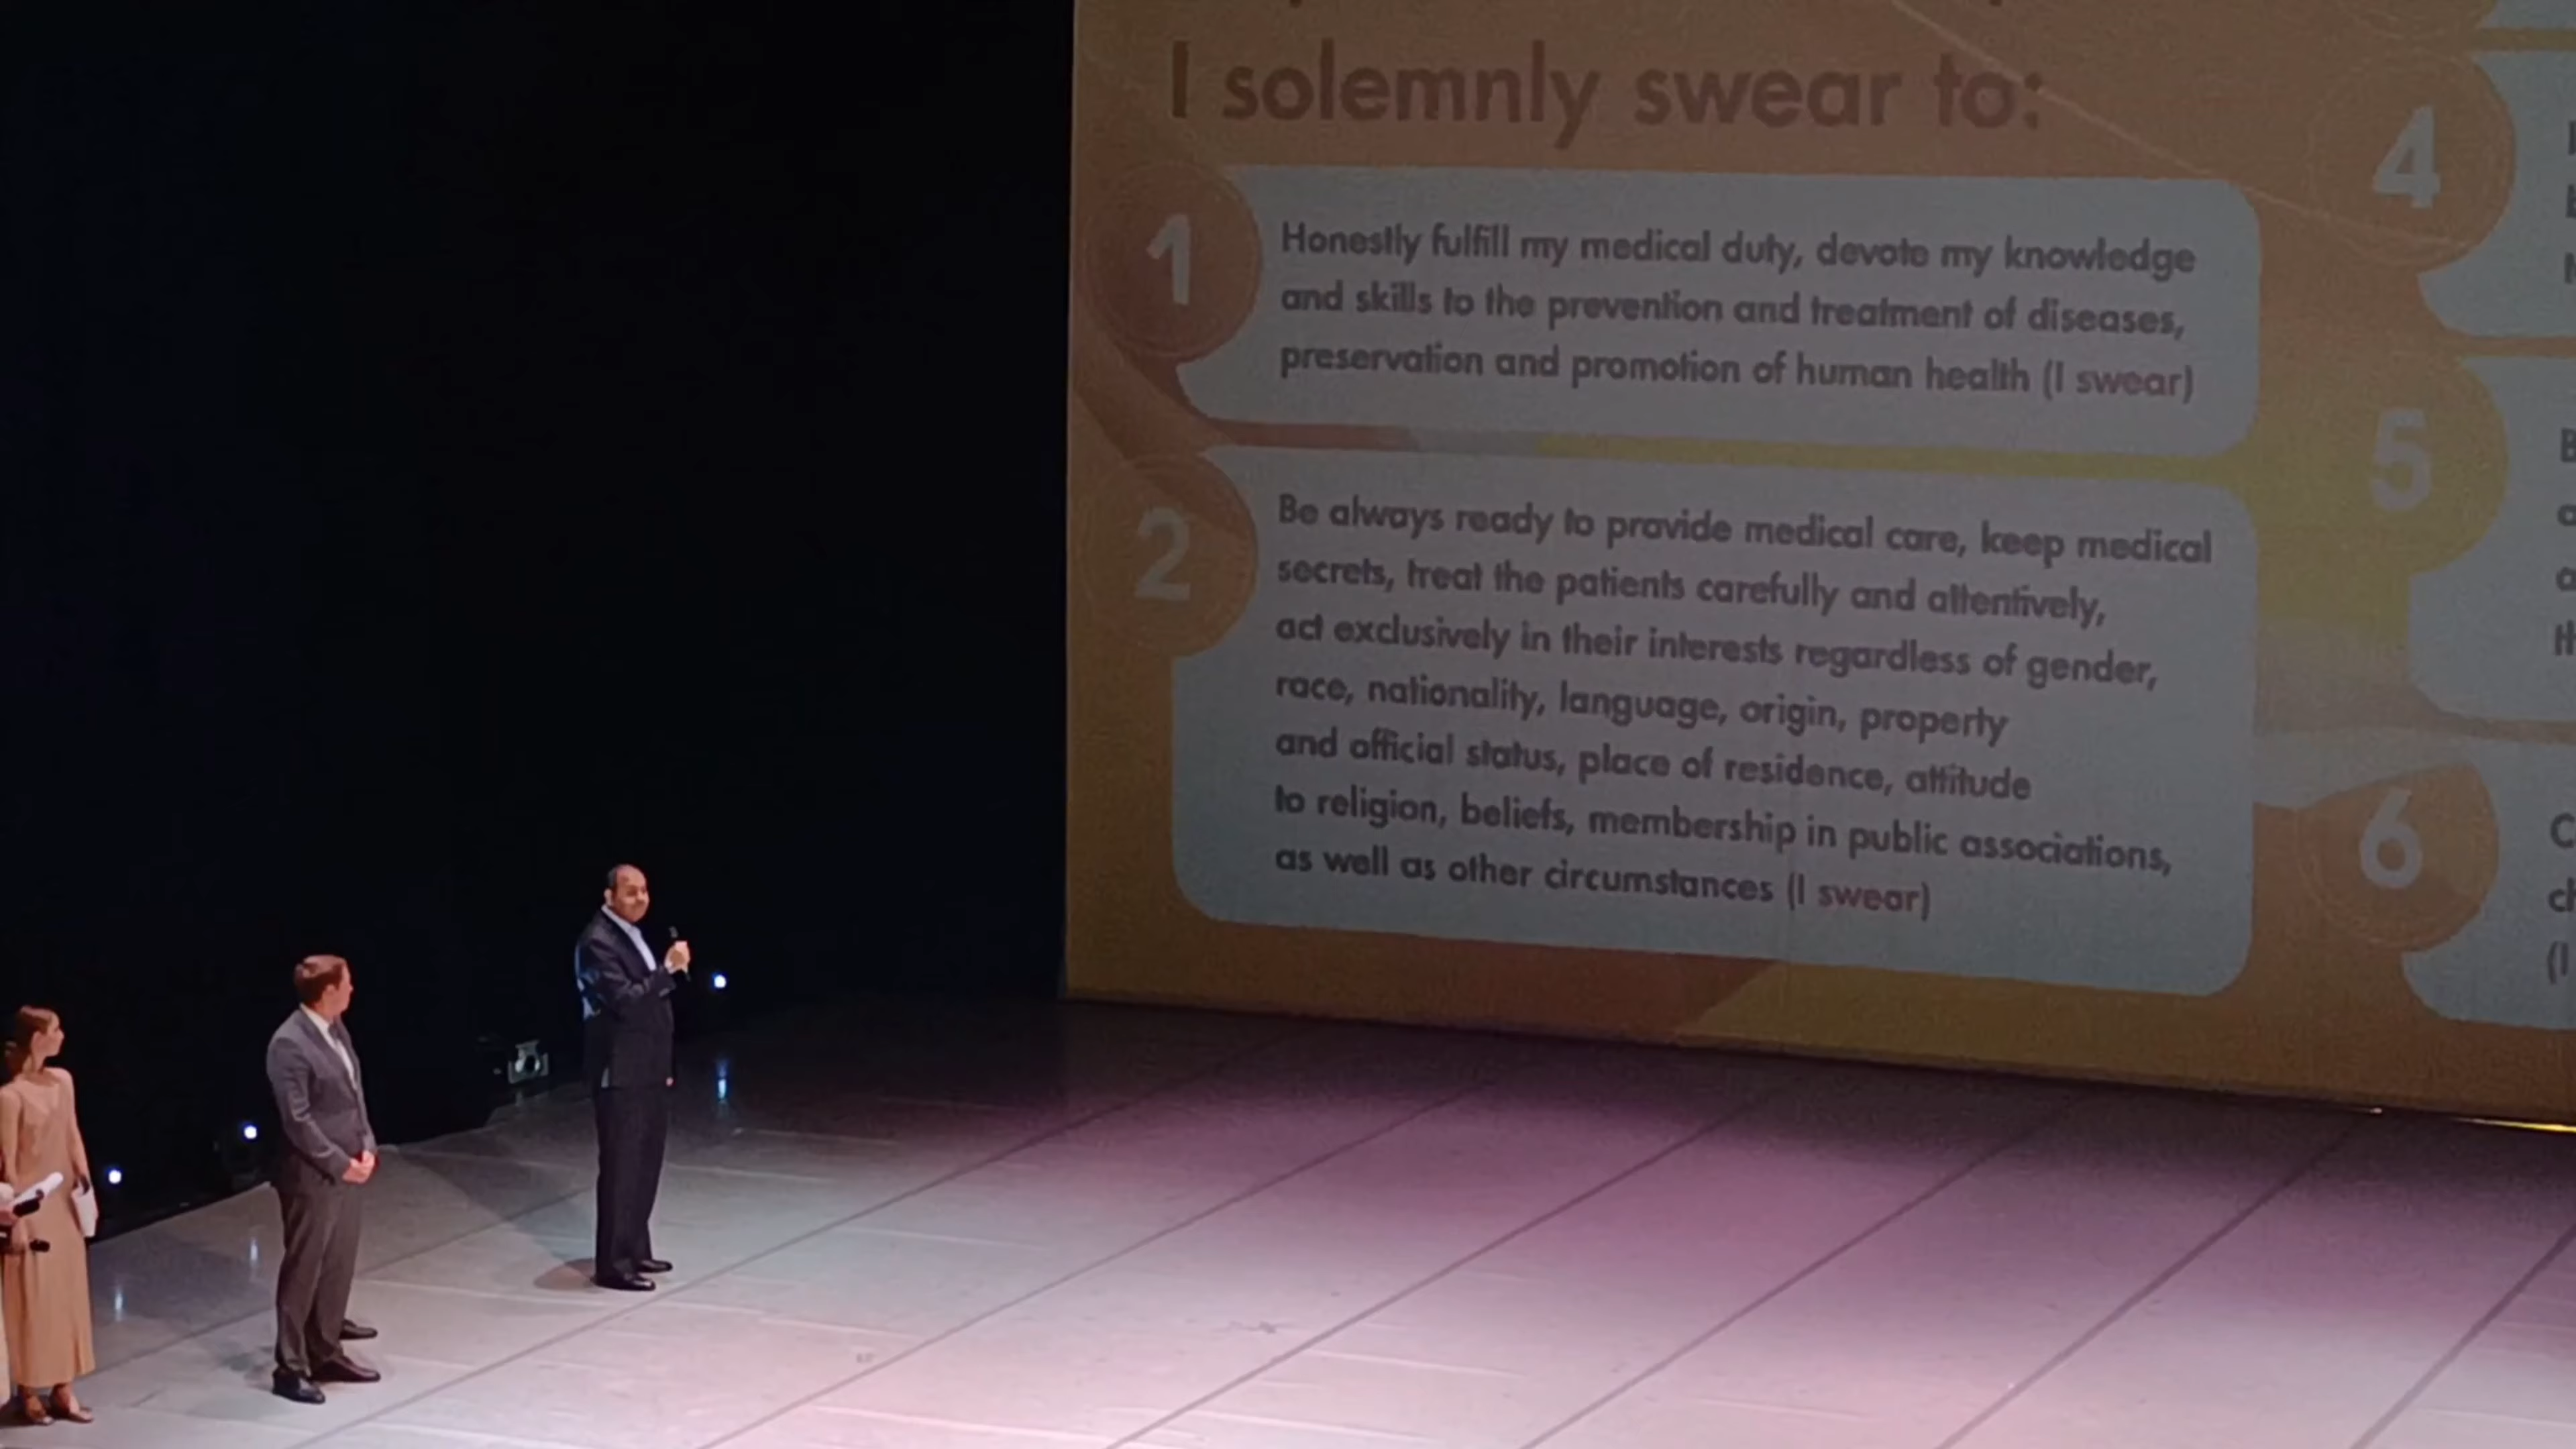 I solemnly swear to:
1
Honestly fulfill my medical duty, devote my knowledge
and skills to the prevention and treatment of diseases,
preservation and promotion of human health (I swear)
2
Be always ready to provide medical care, keep medical
secrets, treat the patients carefully and attentively,
act exclusively in their interests regardless of gender,
race, nationality, language, origin, property
and official status, place of residence, attitude
to religion, beliefs, membership in public associations,
as well as other circumstances (I swear)
4
5
6